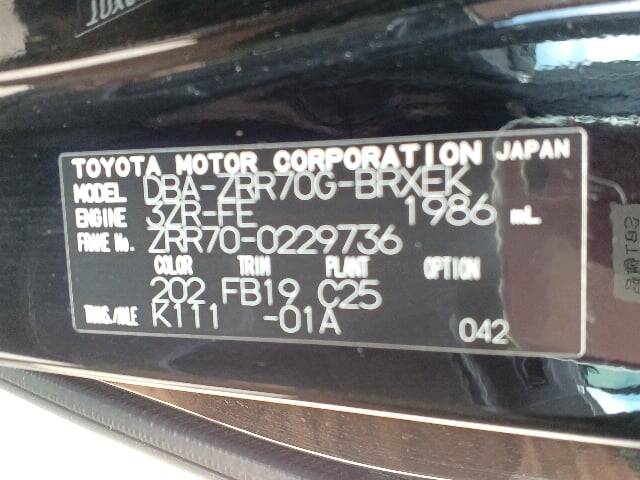 TOYOTA MOTOR CORPORATION JAPAN
MODEL DBA-ZRR70G-BRXEK
ENGINE 3ZR-FE 1986 mL
FRAME No. ZRR70-0229736
COLOR TRIM PLANT OPTION
202 FB19 C25
TRANS./AXLE K111 -01A 042